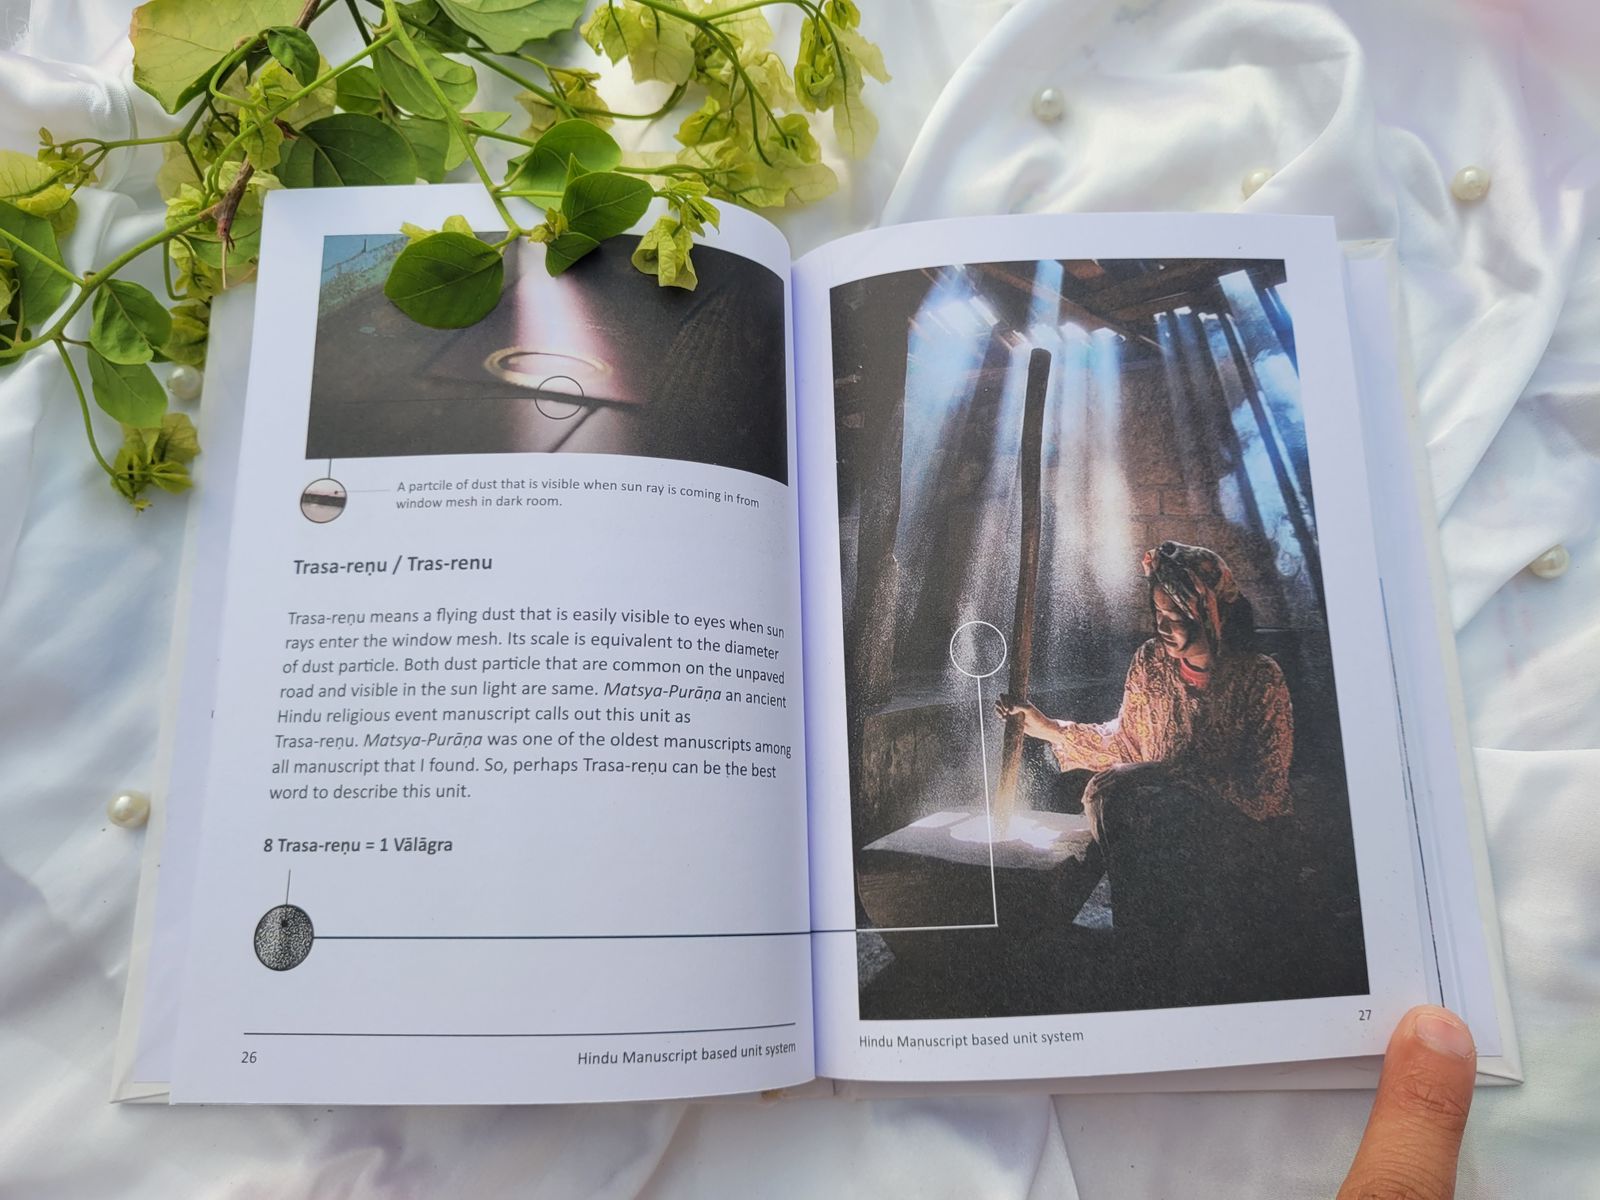 A partcile of dust that is visible when sun ray is coming in from
window mesh in dark room.
Trasa-reṇu / Tras-renu
Trasa-reṇu means a flying dust that is easily visible to eyes when sun
rays enter the window mesh. Its scale is equivalent to the diameter
of dust particle. Both dust particle that are common on the unpaved
road and visible in the sun light are same. Matsya-Purāṇa an ancient
Hindu religious event manuscript calls out this unit as
Trasa-reṇu. Matsya-Purāṇa was one of the oldest manuscripts among
all manuscript that I found. So, perhaps Trasa-reṇu can be the best
word to describe this unit.
8 Trasa-reṇu = 1 Vālāgra
26
Hindu Manuscript based unit system
Hindu Manuscript based unit system
27